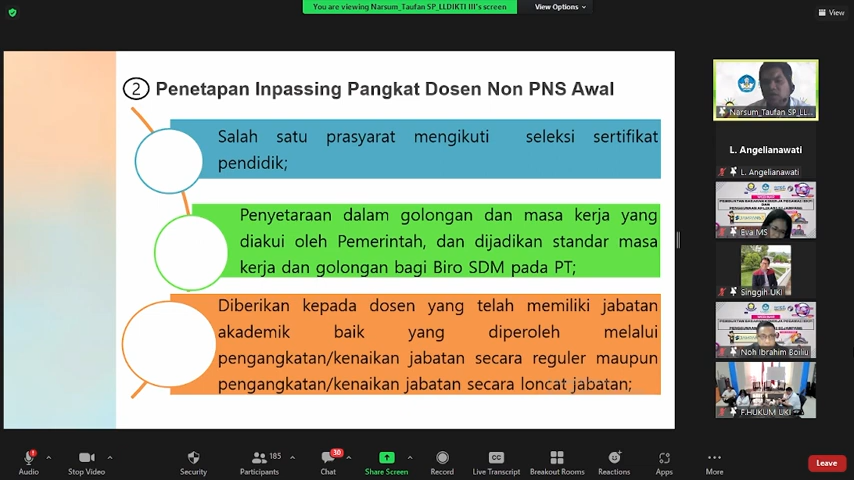 You are viewing Narsum_Taufan SP_LLDIKTI III's screen
View Options
View
2 Penetapan Inpassing Pangkat Dosen Non PNS Awal
Salah satu prasyarat mengikuti seleksi sertifikat
pendidik;
Penyetaraan dalam golongan dan masa kerja yang
diakui oleh Pemerintah, dan dijadikan standar masa
kerja dan golongan bagi Biro SDM pada PT;
Diberikan kepada dosen yang telah memiliki jabatan
akademik baik yang diperoleh melalui
pengangkatan/kenaikan jabatan secara reguler maupun
pengangkatan/kenaikan jabatan secara loncat jabatan;
Narsum_Taufan SP_LL...
L. Angelianawati
L. Angelianawati
Eva MS
Singgih UKI
Noh Ibrahim Boiliu
F.HUKUM UKI
Audio
Stop Video
Security
185
Participants
30
Chat
Share Screen
Record
CC
Live Transcript
Breakout Rooms
Reactions
Apps
More
Leave